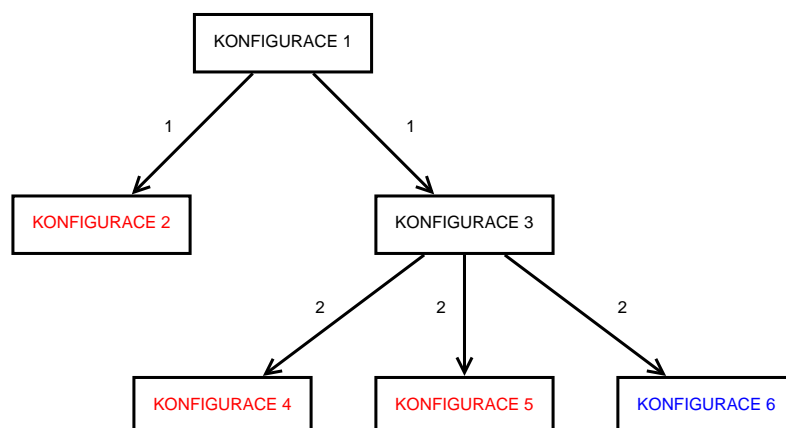 KONFIGURACE 1
1
1
KONFIGURACE 2
KONFIGURACE 3
2
2
2
KONFIGURACE 4
KONFIGURACE 5
KONFIGURACE 6